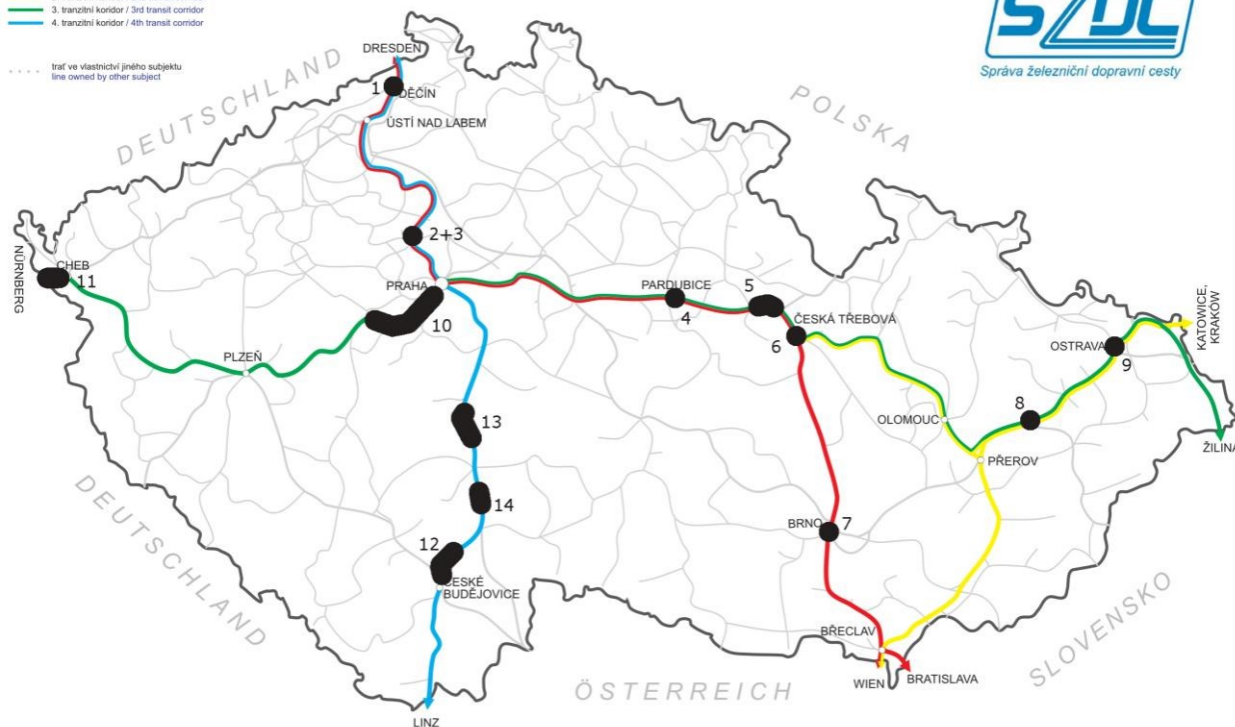 3. tranzitní koridor / 3rd transit corridor
4. tranzitní koridor / 4th transit corridor
trať ve vlastnictví jiného subjektu
line owned by other subject
SŽDC
Správa železniční dopravní cesty
DEUTSCHLAND
POLSKA
DRESDEN
1
DĚČÍN
ÚSTÍ NAD LABEM
2+3
NÜRNBERG
CHEB
11
PRAHA
10
PARDUBICE
4
5
ČESKÁ TŘEBOVÁ
6
KATOWICE,
KRAKÓW
OSTRAVA
9
PLZEŇ
13
8
OLOMOUC
ŽILINA
PŘEROV
14
DEUTSCHLAND
BRNO
7
12
ČESKÉ
BUDĚJOVICE
SLOVENSKO
BŘECLAV
WIEN
BRATISLAVA
ÖSTERREICH
LINZ